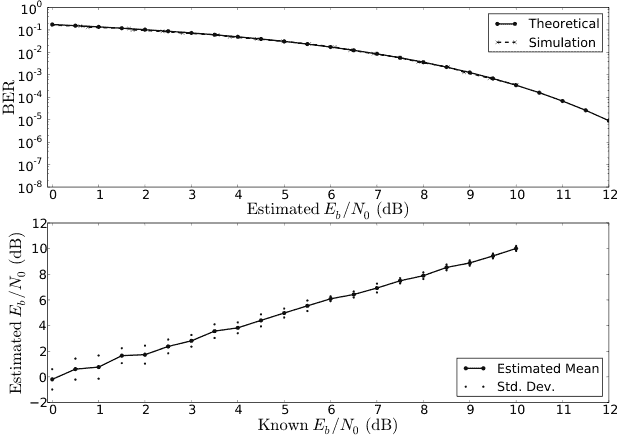 10^0
10^-1
10^-2
10^-3
10^-4
10^-5
10^-6
10^-7
10^-8
BER
Theoretical
Simulation
0 1 2 3 4 5 6 7 8 9 10 11 12
Estimated E_b/N_0 (dB)
12
10
8
6
4
2
0
−2
Estimated E_b/N_0 (dB)
Estimated Mean
Std. Dev.
0 1 2 3 4 5 6 7 8 9 10 11 12
Known E_b/N_0 (dB)